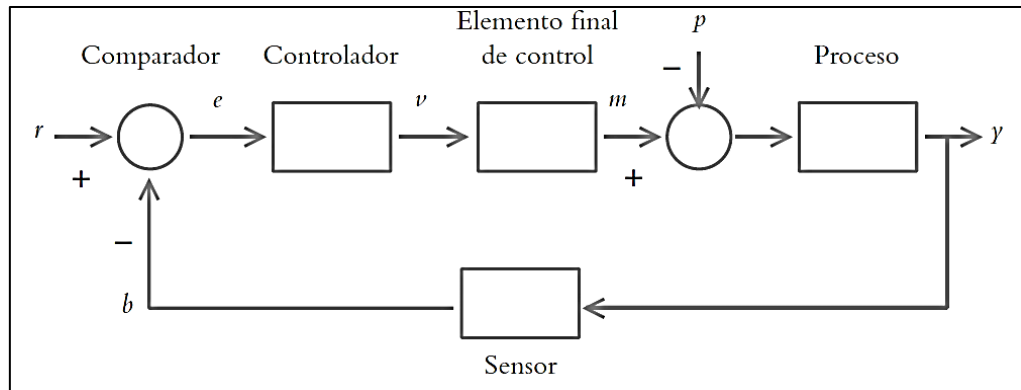 Elemento final
de control
Comparador
Controlador
p
Proceso
−
r
e
v
m
y
+
+
−
b
Sensor